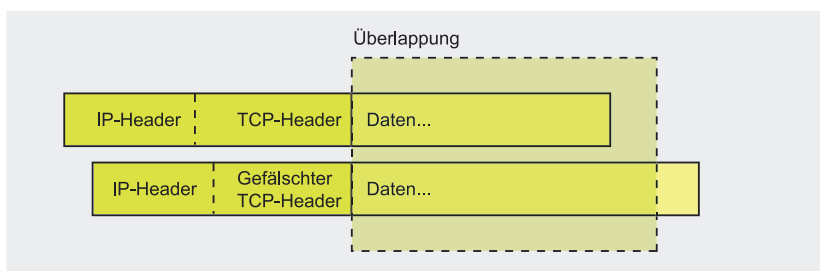 Überlappung
IP-Header TCP-Header Daten...
IP-Header Gefälschter TCP-Header Daten...